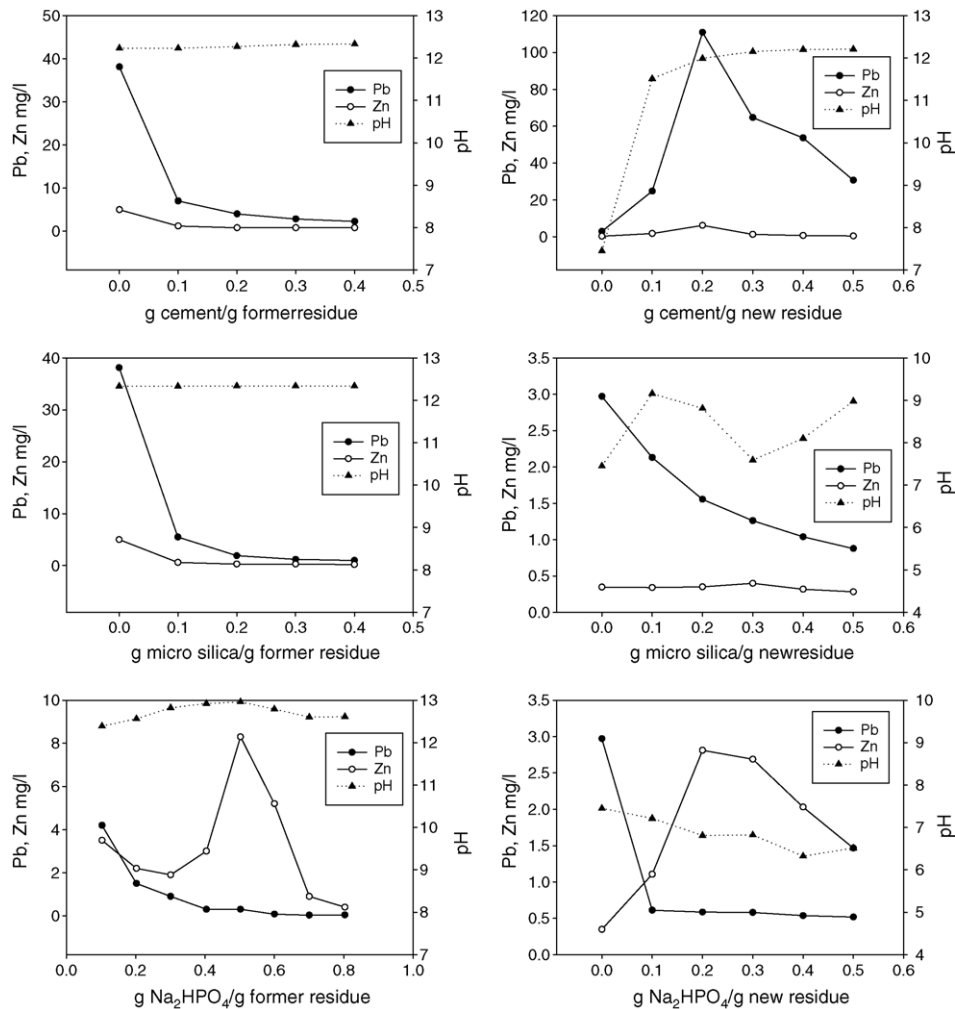 50
40
30
20
10
0
Pb, Zn mg/l
Pb
Zn
pH
13
12
11
10
9
8
7
pH
0.0 0.1 0.2 0.3 0.4 0.5
g cement/g formerresidue
120
100
80
60
40
20
0
Pb, Zn mg/l
Pb
Zn
pH
13
12
11
10
9
8
7
pH
0.0 0.1 0.2 0.3 0.4 0.5 0.6
g cement/g new residue
40
30
20
10
0
Pb, Zn mg/l
Pb
Zn
pH
13
12
11
10
9
8
7
pH
0.0 0.1 0.2 0.3 0.4 0.5
g micro silica/g former residue
3.5
3.0
2.5
2.0
1.5
1.0
0.5
0.0
Pb, Zn mg/l
Pb
Zn
pH
10
9
8
7
6
5
4
pH
0.0 0.1 0.2 0.3 0.4 0.5 0.6
g micro silica/g newresidue
10
8
6
4
2
0
Pb, Zn mg/l
Pb
Zn
pH
13
12
11
10
9
8
7
pH
0.0 0.2 0.4 0.6 0.8 1.0
g Na₂HPO₄/g former residue
3.5
3.0
2.5
2.0
1.5
1.0
0.5
0.0
Pb, Zn mg/l
Pb
Zn
pH
10
9
8
7
6
5
4
pH
0.0 0.1 0.2 0.3 0.4 0.5 0.6
g Na₂HPO₄/g new residue